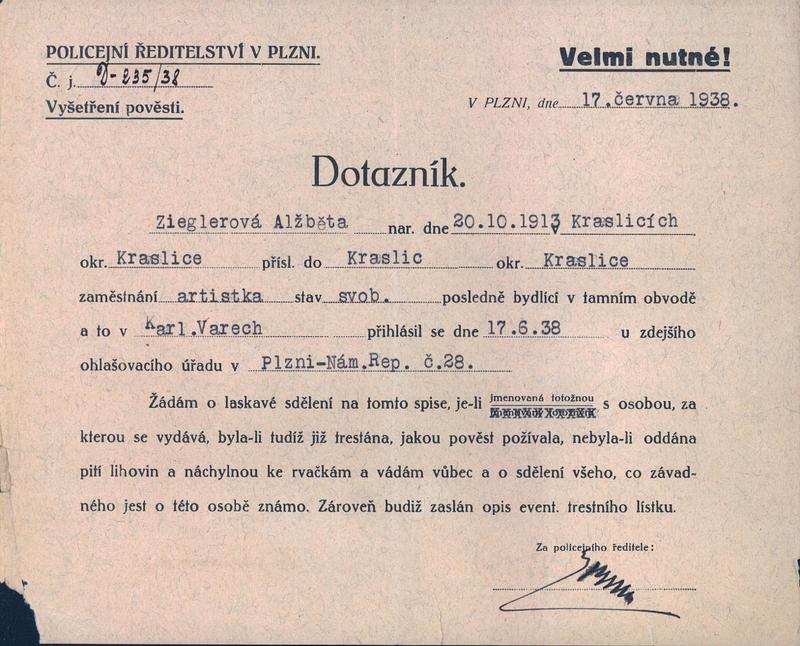 POLICEJNÍ ŘEDITELSTVÍ V PLZNI.
Velmi nutné!
Č. j. D-235/38
Vyšetření pověsti.
V PLZNI, dne 17.června 1938.
Dotazník.
Zieglerová Alžběta nar. dne 20.10.1913 Kraslicích
okr. Kraslice přísl. do Kraslic okr. Kraslice
zaměstnání artistka stav svob. posledně bydlící v tamním obvodě
a to v Karl.Varech přihlásil se dne 17.6.38 u zdejšího
ohlašovacího úřadu v Plzni-Nám.Rep. č.28.
Žádám o laskavé sdělení na tomto spise, je-li jmenovaná totožnou s osobou, za
kterou se vydává, byla-li tudíž již trestána, jakou pověst požívala, nebyla-li oddána
pití lihovin a náchylnou ke rvačkám a vádám vůbec a o sdělení všeho, co závad-
ného jest o této osobě známo. Zároveň budiž zaslán opis event. trestního lístku.
Za policejního ředitele: